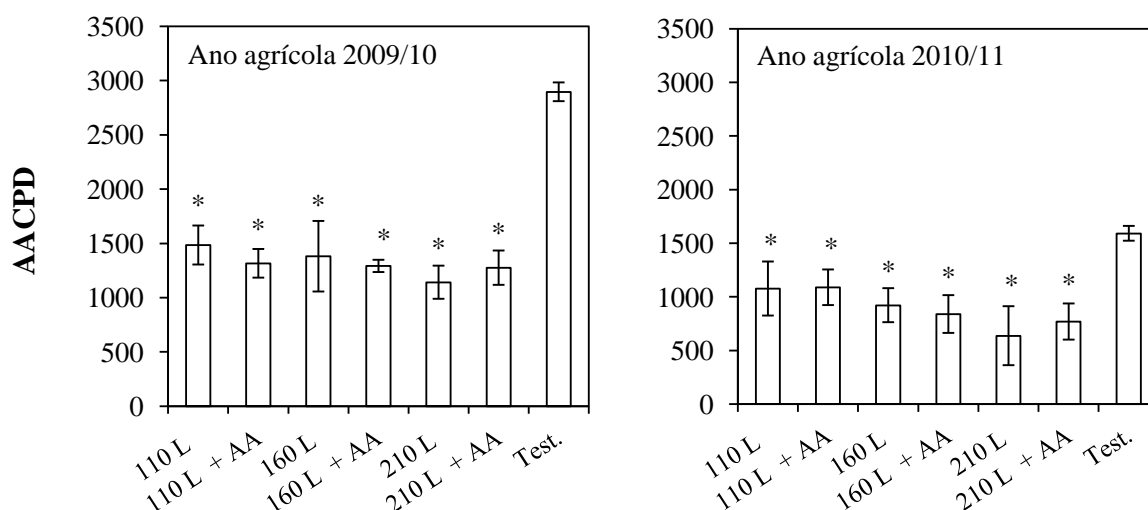 AACPD
Ano agrícola 2009/10
3500
3000
2500
2000
1500
1000
500
0
* * * * * *
110 L
110 L + AA
160 L
160 L + AA
210 L
210 L + AA
Test.
Ano agrícola 2010/11
3500
3000
2500
2000
1500
1000
500
0
* * * * * *
110 L
110 L + AA
160 L
160 L + AA
210 L
210 L + AA
Test.